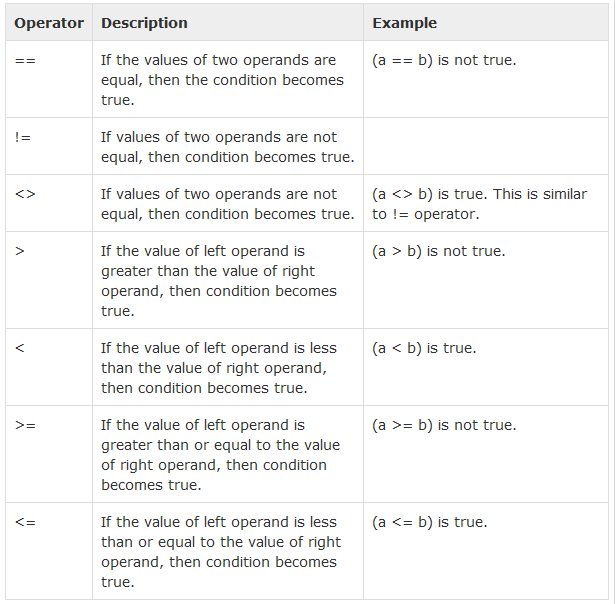 Operator Description Example
== If the values of two operands are (a == b) is not true.
equal, then the condition becomes
true.
!= If values of two operands are not
equal, then condition becomes true.
<> If values of two operands are not (a <> b) is true. This is similar
equal, then condition becomes true. to != operator.
> If the value of left operand is (a > b) is not true.
greater than the value of right
operand, then condition becomes
true.
< If the value of left operand is less (a < b) is true.
than the value of right operand,
then condition becomes true.
>= If the value of left operand is (a >= b) is not true.
greater than or equal to the value
of right operand, then condition
becomes true.
<= If the value of left operand is less (a <= b) is true.
than or equal to the value of right
operand, then condition becomes
true.